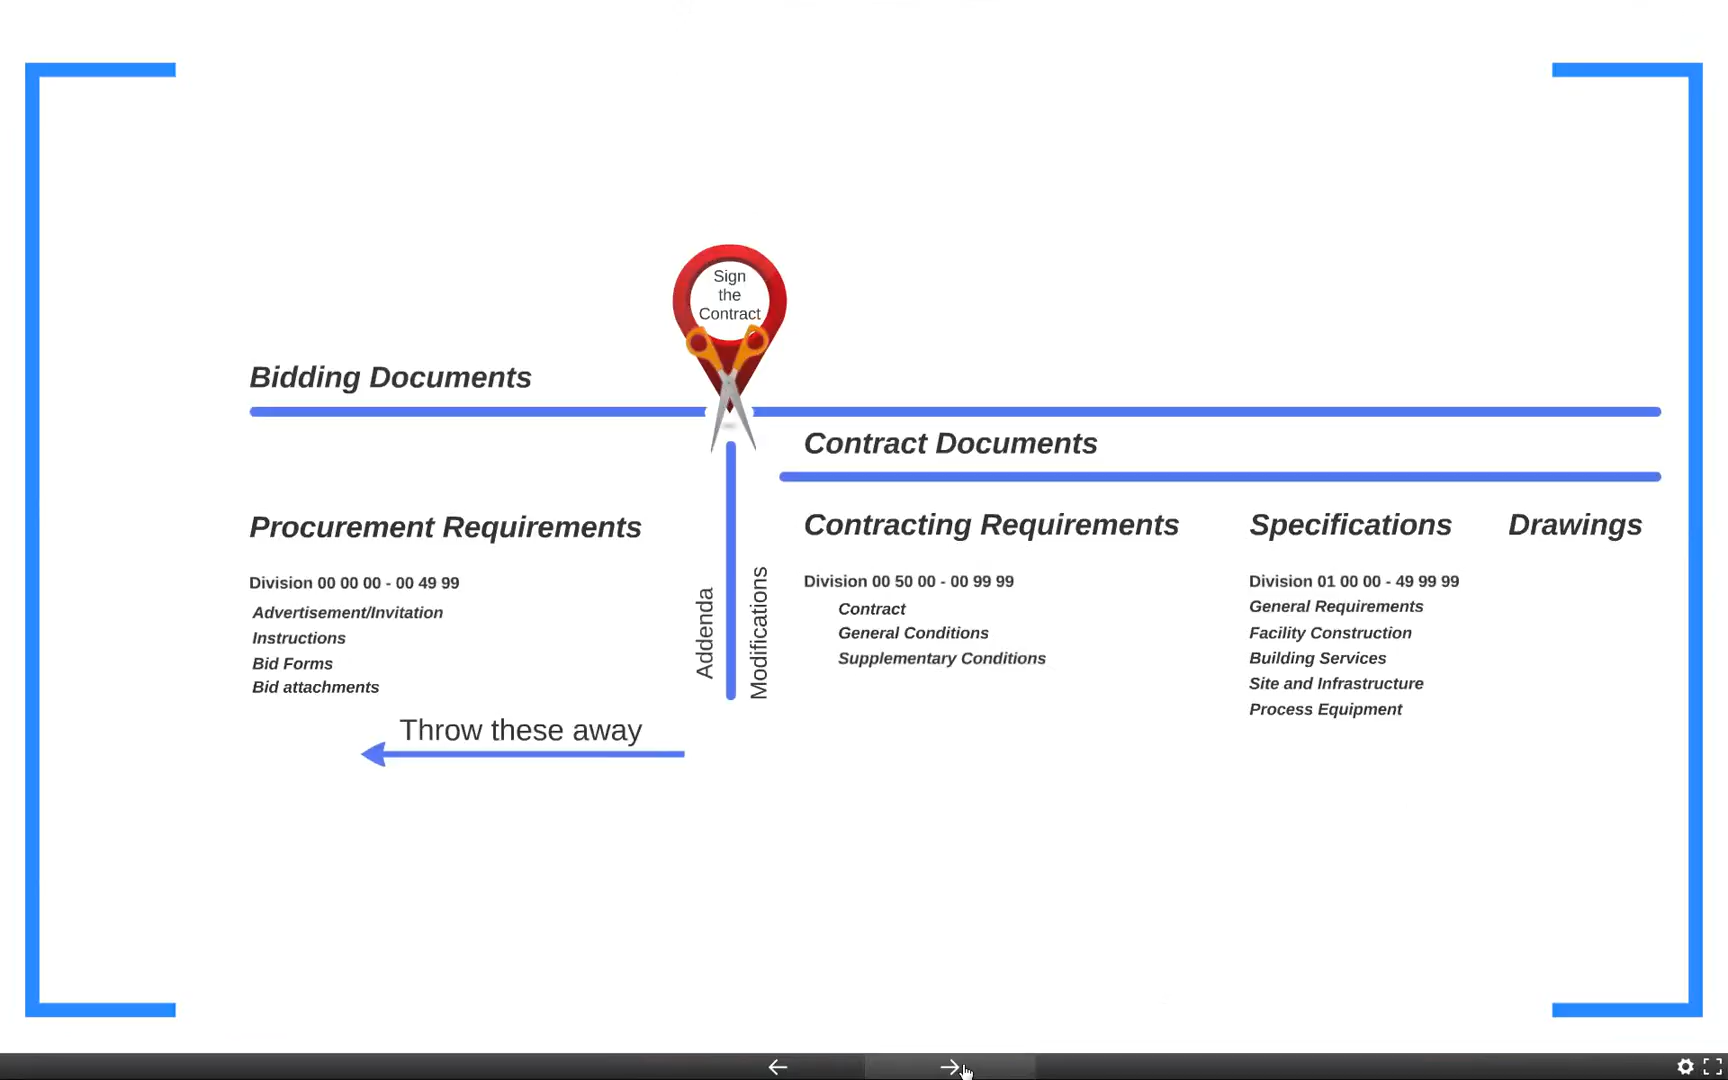 Sign
the
Contract
Bidding Documents
Contract Documents
Procurement Requirements
Division 00 00 00 - 00 49 99
Advertisement/Invitation
Instructions
Bid Forms
Bid attachments
Throw these away
Addenda
Modifications
Contracting Requirements
Division 00 50 00 - 00 99 99
Contract
General Conditions
Supplementary Conditions
Specifications
Division 01 00 00 - 49 99 99
General Requirements
Facility Construction
Building Services
Site and Infrastructure
Process Equipment
Drawings